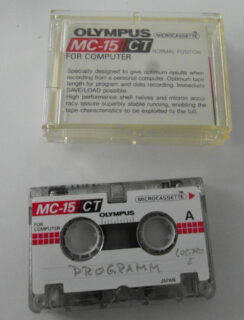 OLYMPUS
MICROCASSETTE
MC-15 CT NORMAL POSITION
FOR COMPUTER
Specially designed to give optimum results when
recording from a personal computer. Optimum tape
length for program and data recording. Immediate
SAVE/LOAD possible.
High performance shell halves and micron accu-
racy assure superbly stable running, enabling the
tape characteristics to be exploited to the full.
MC-15 CT OLYMPUS MICROCASSETTE
FOR
COMPUTER
A
PROGRAMM
JAPAN